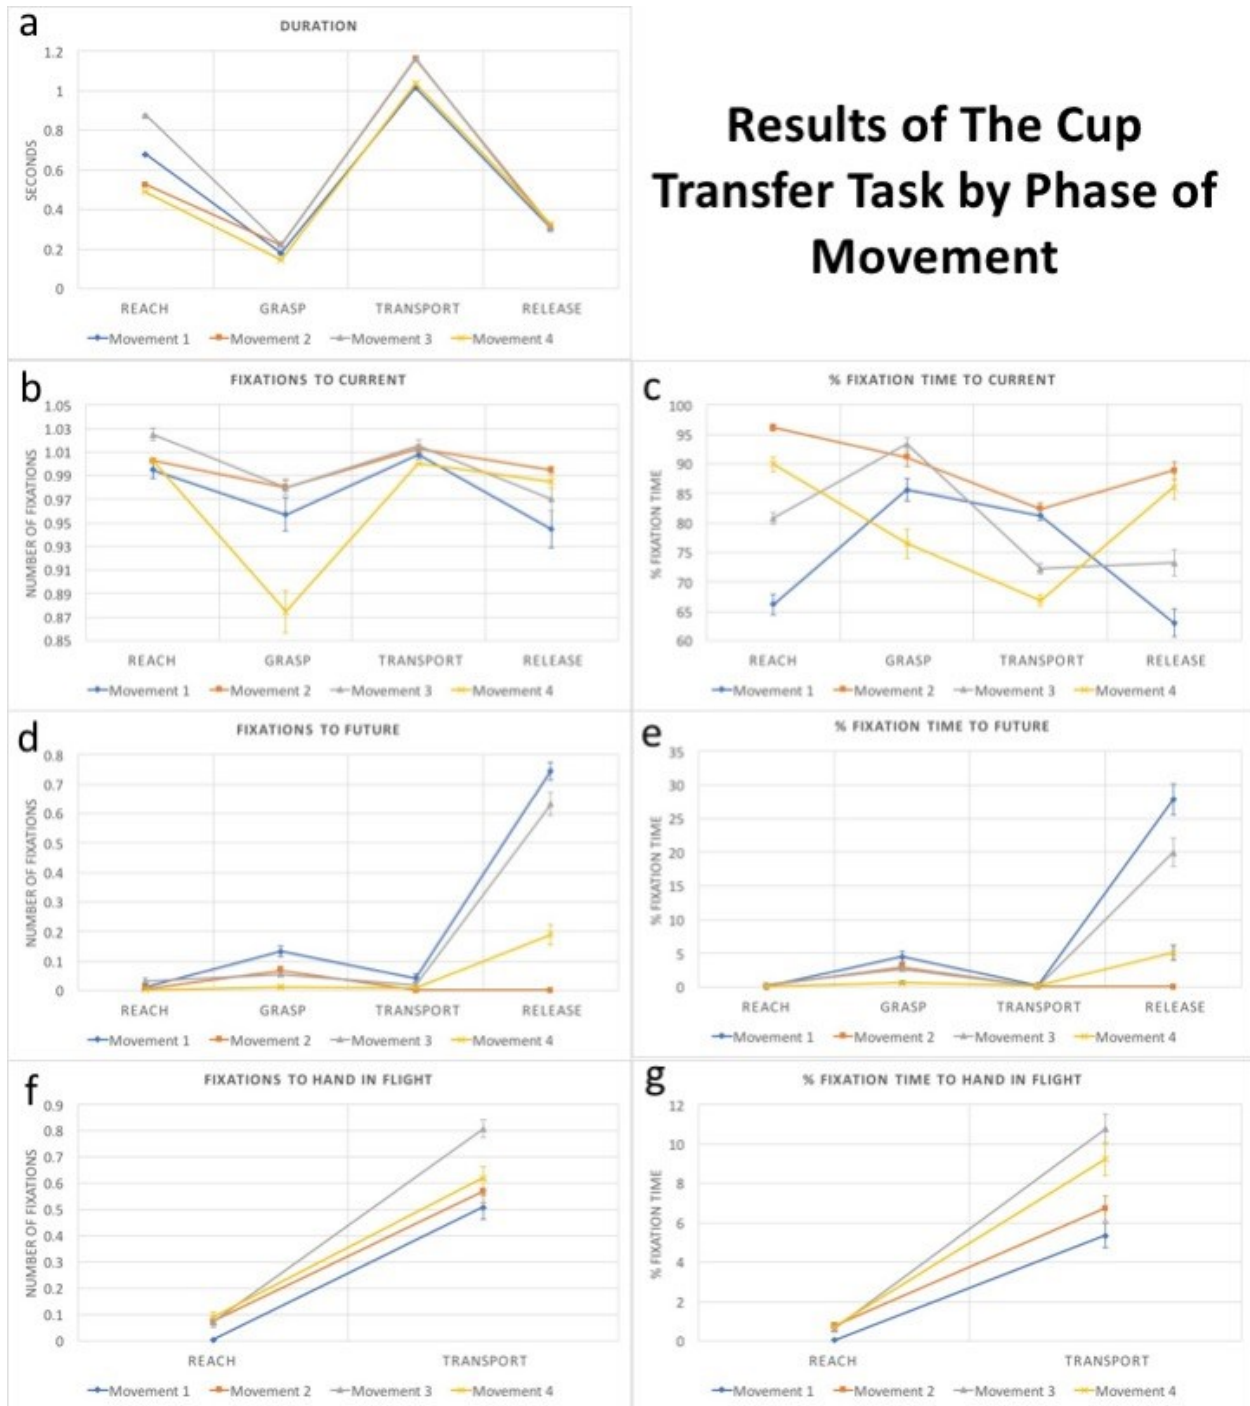 a
DURATION
Results of The Cup
Transfer Task by Phase of
Movement
SECONDS
1.2
1
0.8
0.6
0.4
0.2
0
REACH GRASP TRANSPORT RELEASE
Movement 1 Movement 2 Movement 3 Movement 4
b
FIXATIONS TO CURRENT
NUMBER OF FIXATIONS
1.05
1.03
1.01
0.99
0.97
0.95
0.93
0.91
0.89
0.87
0.85
REACH GRASP TRANSPORT RELEASE
Movement 1 Movement 2 Movement 3 Movement 4
c
% FIXATION TIME TO CURRENT
% FIXATION TIME
100
95
90
85
80
75
70
65
60
REACH GRASP TRANSPORT RELEASE
Movement 1 Movement 2 Movement 3 Movement 4
d
FIXATIONS TO FUTURE
NUMBER OF FIXATIONS
0.8
0.7
0.6
0.5
0.4
0.3
0.2
0.1
0
REACH GRASP TRANSPORT RELEASE
Movement 1 Movement 2 Movement 3 Movement 4
e
% FIXATION TIME TO FUTURE
% FIXATION TIME
35
30
25
20
15
10
5
0
REACH GRASP TRANSPORT RELEASE
Movement 1 Movement 2 Movement 3 Movement 4
f
FIXATIONS TO HAND IN FLIGHT
NUMBER OF FIXATIONS
0.9
0.8
0.7
0.6
0.5
0.4
0.3
0.2
0.1
0
REACH TRANSPORT
Movement 1 Movement 2 Movement 3 Movement 4
g
% FIXATION TIME TO HAND IN FLIGHT
% FIXATION TIME
12
10
8
6
4
2
0
REACH TRANSPORT
Movement 1 Movement 2 Movement 3 Movement 4